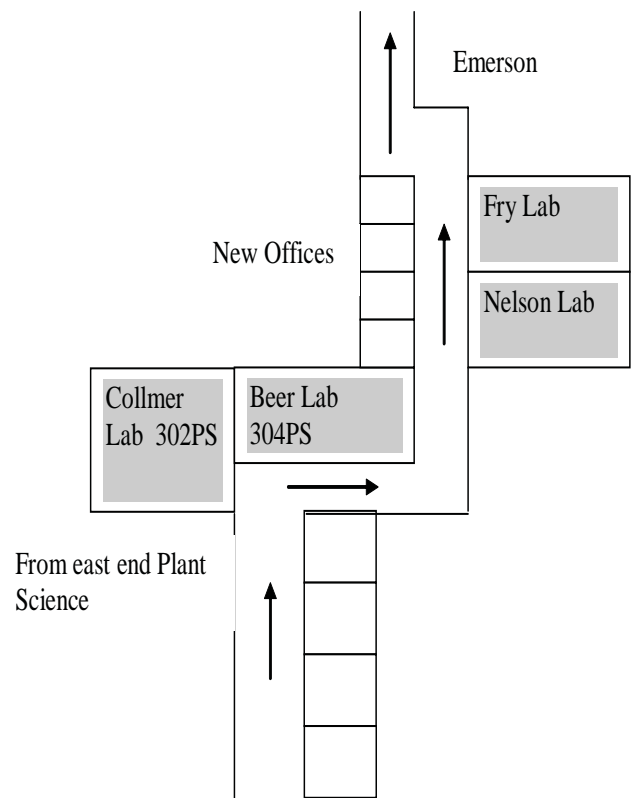 Emerson
Fry Lab
New Offices
Nelson Lab
Collmer
Lab 302PS
Beer Lab
304PS
From east end Plant
Science